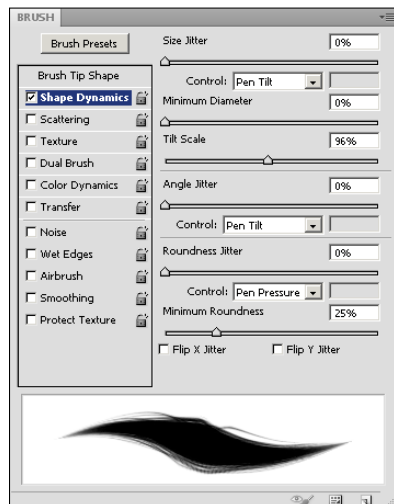 BRUSH
Brush Presets
Brush Tip Shape
Shape Dynamics
Scattering
Texture
Dual Brush
Color Dynamics
Transfer
Noise
Wet Edges
Airbrush
Smoothing
Protect Texture
Size Jitter 0%
Control: Pen Tilt
Minimum Diameter 0%
Tilt Scale 96%
Angle Jitter 0%
Control: Pen Tilt
Roundness Jitter 0%
Control: Pen Pressure
Minimum Roundness 25%
Flip X Jitter Flip Y Jitter